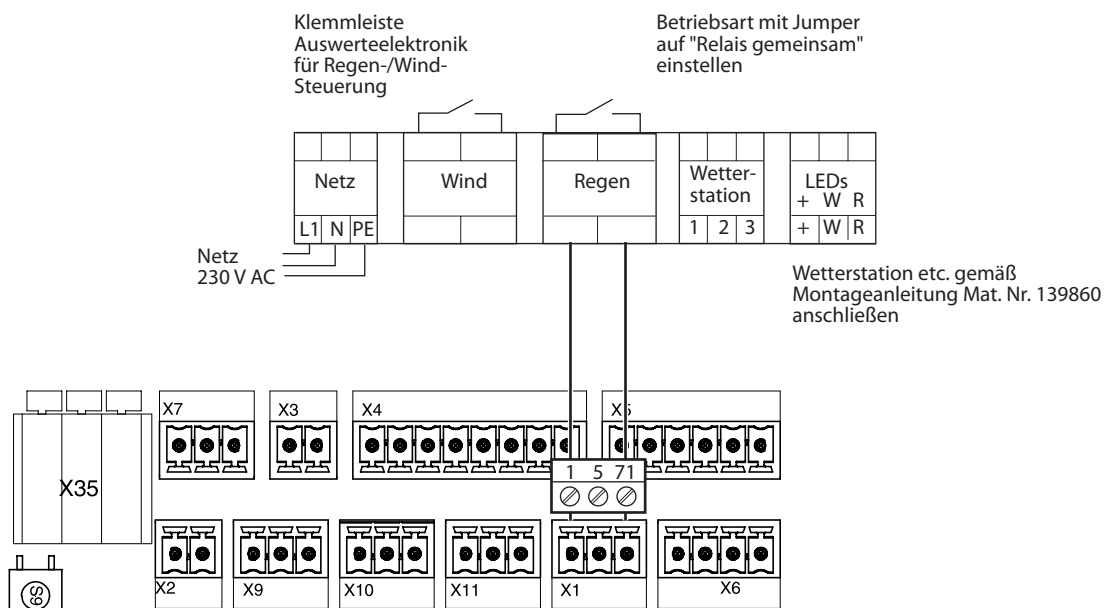 Klemmleiste
Auswerteelektronik
für Regen-/Wind-
Steuerung
Betriebsart mit Jumper
auf "Relais gemeinsam"
einstellen
Netz
Wind
Regen
Wetter-
station
LEDs
+ W R
L1 N PE
1 2 3
+ W R
Netz
230 V AC
Wetterstation etc. gemäß
Montageanleitung Mat. Nr. 139860
anschließen
X7
X3
X4
X5
X35
1 5 71
X2
X9
X10
X11
X1
X6
S9